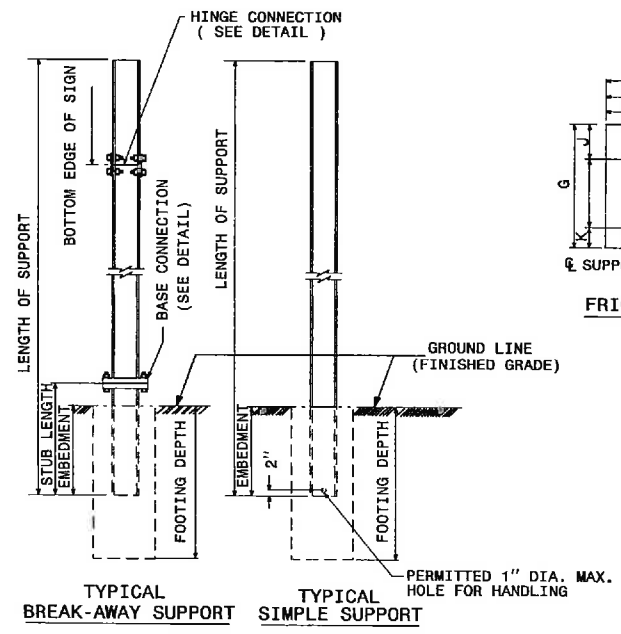 HINGE CONNECTION
( SEE DETAIL )
BOTTOM EDGE OF SIGN
LENGTH OF SUPPORT
BASE CONNECTION
(SEE DETAIL)
STUB LENGTH
EMBEDMENT
FOOTING DEPTH
LENGTH OF SUPPORT
GROUND LINE
(FINISHED GRADE)
EMBEDMENT
2"
FOOTING DEPTH
PERMITTED 1" DIA. MAX.
HOLE FOR HANDLING
TYPICAL
BREAK-AWAY SUPPORT
TYPICAL
SIMPLE SUPPORT
G
J
K
℄ SUPP
FRI